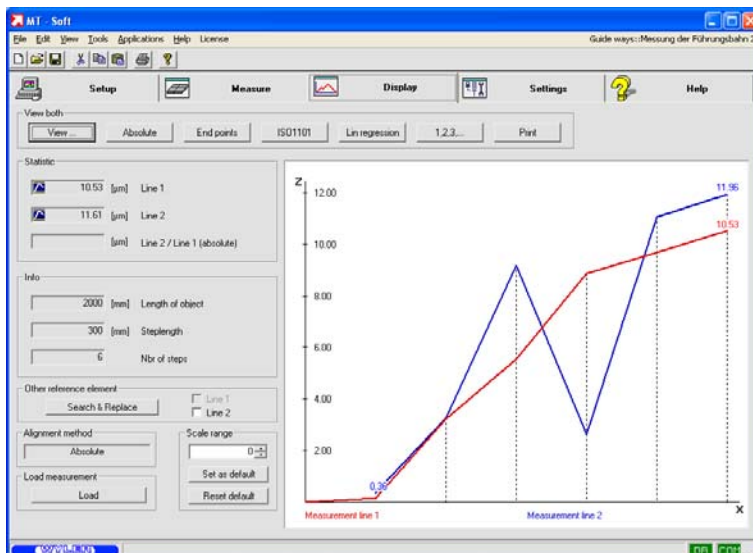 MT - Soft
File Edit View Tools Applications Help License
Guide ways::Messung der Führungsbahn 2
Setup Measure Display Settings Help
View both
View ... Absolute End points ISO1101 Lin regression 1,2,3,... Print
Statistic
10.53 [µm] Line 1
11.61 [µm] Line 2
[µm] Line 2 / Line 1 (absolute)
Info
2000 [mm] Length of object
300 [mm] Steplength
6 Nbr of steps
Other reference element
Search & Replace
Line 1
Line 2
Alignment method
Absolute
Scale range
0
Set as default
Reset default
Load measurement
Load
Z
12.00
10.00
8.00
6.00
4.00
2.00
11.96
10.53
0.36
X
Measurement line 1
Measurement line 2
WYLER
DB COM